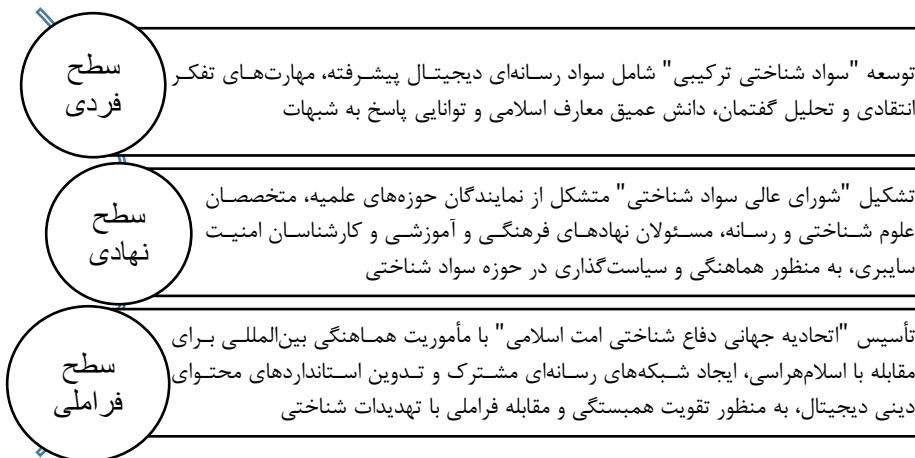 سطح
فردی
توسعه "سواد شناختی ترکیبی" شامل سواد رسانه‌ای دیجیتال پیشرفته، مهارت‌های تفکر
انتقادی و تحلیل گفتمان، دانش عمیق معارف اسلامی و توانایی پاسخ به شبهات
سطح
نهادی
تشکیل "شورای عالی سواد شناختی" متشکل از نمایندگان حوزه‌های علمیه، متخصصان
علوم شناختی و رسانه، مسئولان نهادهای فرهنگی و آموزشی و کارشناسان امنیت
سایبری، به منظور هماهنگی و سیاست‌گذاری در حوزه سواد شناختی
سطح
فراملی
تأسیس "اتحادیه جهانی دفاع شناختی امت اسلامی" با مأموریت هماهنگی بین‌المللی برای
مقابله با اسلام‌هراسی، ایجاد شبکه‌های رسانه‌ای مشترک و تدوین استانداردهای محتوای
دینی دیجیتال، به منظور تقویت همبستگی و مقابله فراملی با تهدیدات شناختی